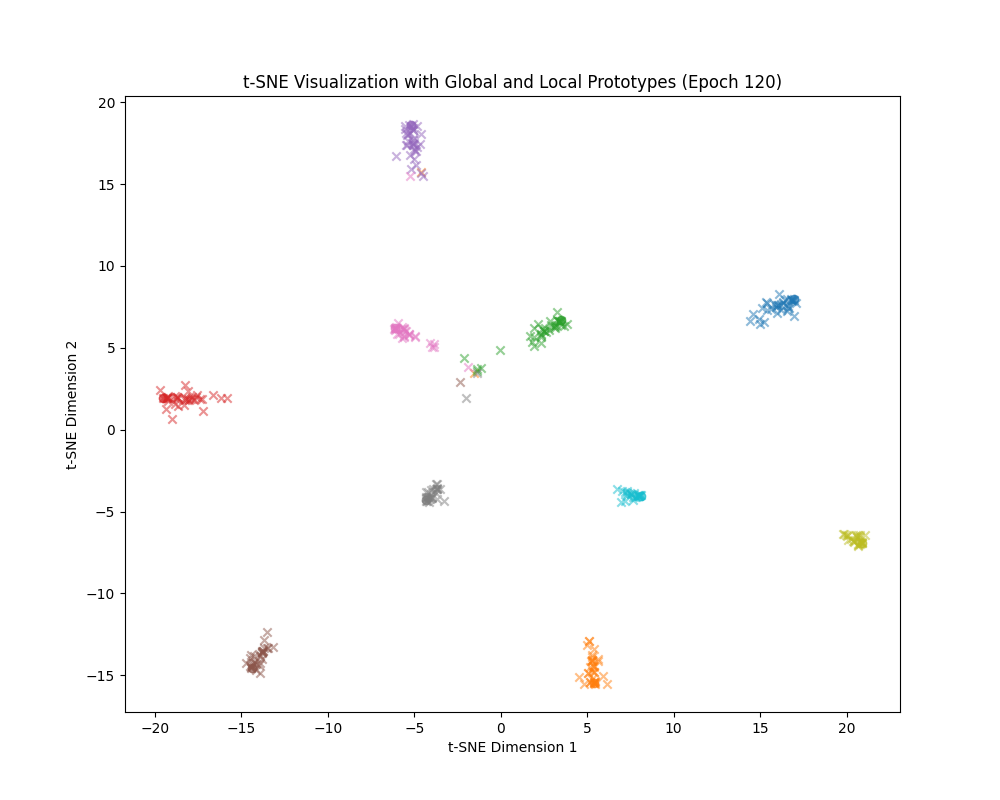 t-SNE Visualization with Global and Local Prototypes (Epoch 120)
20
15
10
5
0
−5
−10
−15
t-SNE Dimension 2
−20 −15 −10 −5 0 5 10 15 20
t-SNE Dimension 1